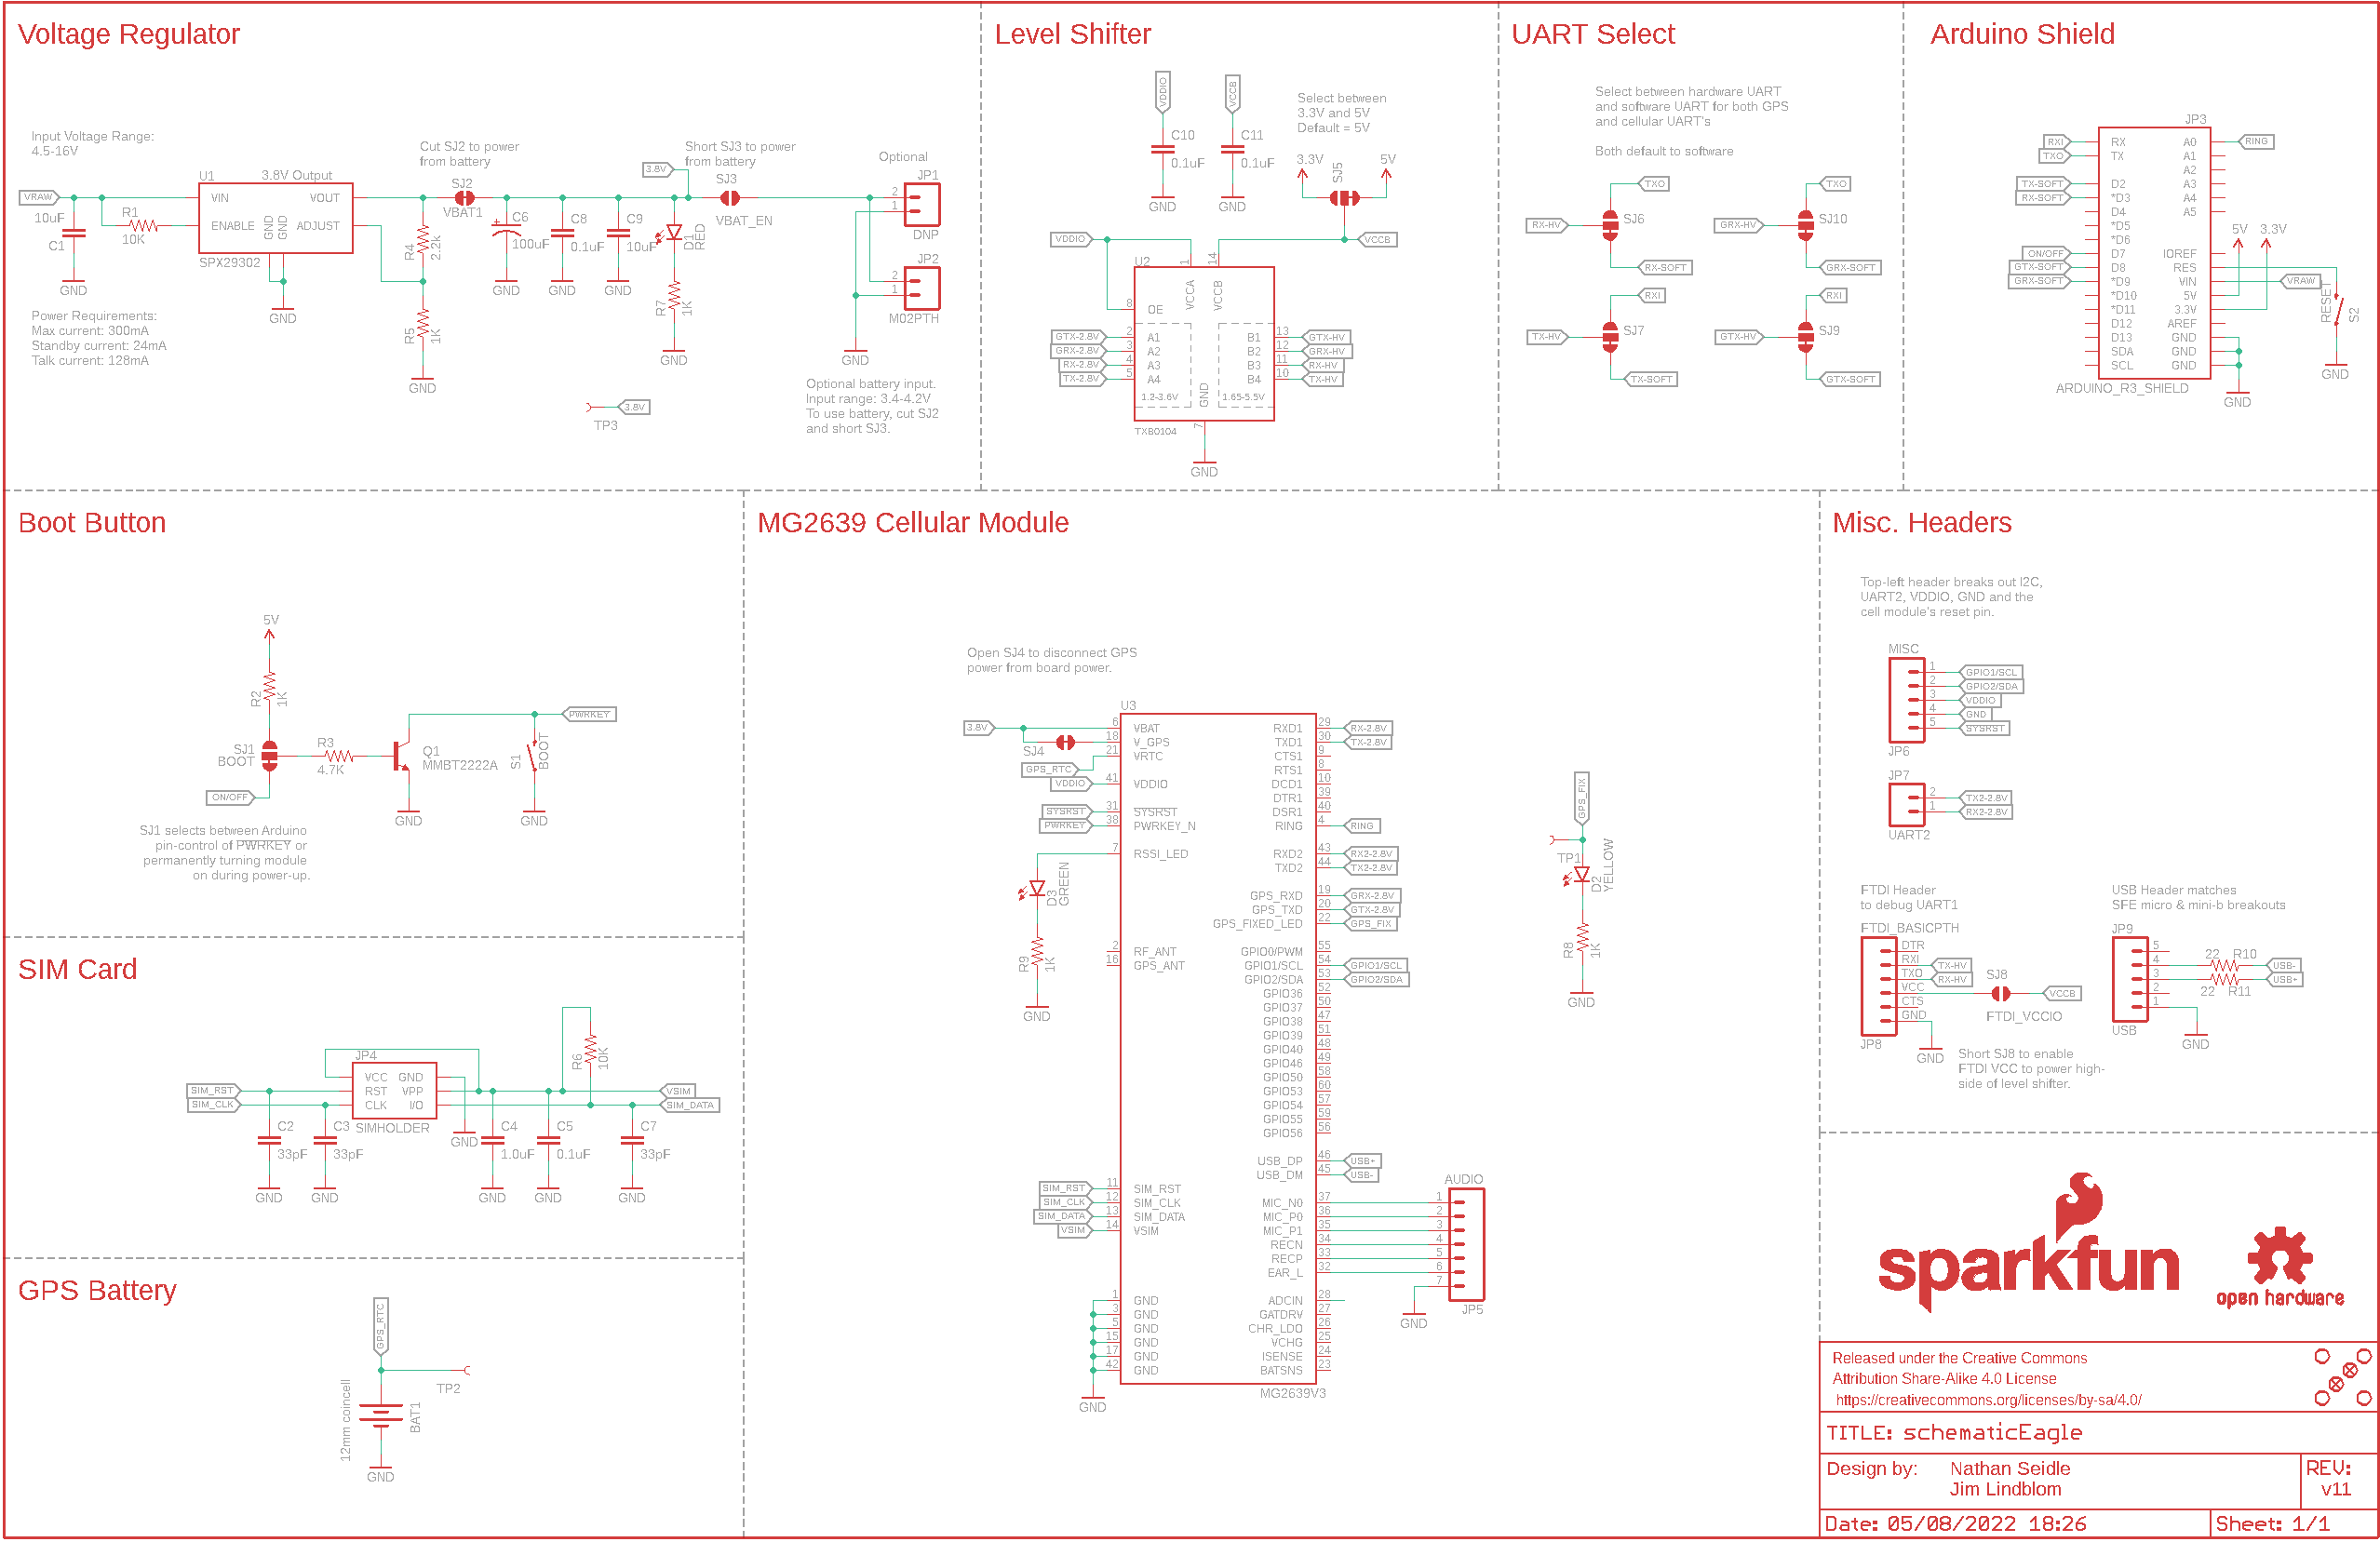 Voltage Regulator
Input Voltage Range:
4.5-16V
VRAW
10uF
C1
GND
R1
10K
U1
3.8V Output
VIN
VOUT
ENABLE
GND
GND
ADJUST
SPX29302
GND
Power Requirements:
Max current: 300mA
Standby current: 24mA
Talk current: 128mA
Cut SJ2 to power
from battery
SJ2
VBAT1
R4
2.2k
R5
1K
GND
C6
100uF
GND
C8
0.1uF
GND
C9
10uF
GND
3.8V
D1
RED
R7
1K
GND
Short SJ3 to power
from battery
SJ3
VBAT_EN
Optional
JP1
2
1
DNP
JP2
2
1
M02PTH
GND
Optional battery input.
Input range: 3.4-4.2V
To use battery, cut SJ2
and short SJ3.
3.8V
TP3
Level Shifter
VDDIO
C10
0.1uF
GND
VCCB
C11
0.1uF
GND
Select between
3.3V and 5V
Default = 5V
3.3V
SJ5
5V
VDDIO
VCCB
U2
1
14
VCCA
VCCB
8
OE
GTX-2.8V
2
A1
B1
13
GTX-HV
GRX-2.8V
3
A2
B2
12
GRX-HV
RX-2.8V
4
A3
B3
11
RX-HV
TX-2.8V
5
A4
B4
10
TX-HV
1.2-3.6V
GND
1.65-5.5V
TXB0104
7
GND
UART Select
Select between hardware UART
and software UART for both GPS
and cellular UART's
Both default to software
TXO
RX-HV
SJ6
RX-SOFT
TXO
GRX-HV
SJ10
GRX-SOFT
RXI
TX-HV
SJ7
TX-SOFT
RXI
GTX-HV
SJ9
GTX-SOFT
Arduino Shield
JP3
RXI
RX
A0
RING
TXO
TX
A1
A2
TX-SOFT
D2
A3
RX-SOFT
*D3
A4
D4
A5
*D5
5V
3.3V
*D6
ON/OFF
D7
IOREF
GTX-SOFT
D8
RES
GRX-SOFT
*D9
VIN
VRAW
*D10
5V
*D11
3.3V
D12
AREF
D13
GND
SDA
GND
SCL
GND
RESET
S2
GND
ARDUINO_R3_SHIELD
GND
Boot Button
5V
R2
1K
SJ1
BOOT
R3
4.7K
ON/OFF
Q1
MMBT2222A
GND
S1
BOOT
PWRKEY
GND
SJ1 selects between Arduino
pin-control of PWRKEY or
permanently turning module
on during power-up.
SIM Card
JP4
VCC
GND
RST
VPP
CLK
I/O
SIMHOLDER
SIM_RST
SIM_CLK
C2
33pF
GND
C3
33pF
GND
GND
C4
1.0uF
GND
C5
0.1uF
GND
R6
10K
VSIM
SIM_DATA
C7
33pF
GND
GPS Battery
GPS_RTC
TP2
12mm coincell
BAT1
GND
MG2639 Cellular Module
Open SJ4 to disconnect GPS
power from board power.
U3
3.8V
6
VBAT
SJ4
18
V_GPS
21
VRTC
GPS_RTC
VDDIO
41
VDDIO
SYSRST
31
SYSRST
PWRKEY
38
PWRKEY_N
7
RSSI_LED
D3
GREEN
R9
1K
GND
2
RF_ANT
16
GPS_ANT
SIM_RST
11
SIM_RST
SIM_CLK
12
SIM_CLK
SIM_DATA
13
SIM_DATA
VSIM
14
VSIM
1
GND
3
GND
5
GND
15
GND
17
GND
42
GND
GND
RXD1
29
RX-2.8V
TXD1
30
TX-2.8V
CTS1
9
RTS1
8
DCD1
10
DTR1
39
DSR1
40
RING
4
RING
RXD2
43
RX2-2.8V
TXD2
44
TX2-2.8V
GPS_RXD
19
GRX-2.8V
GPS_TXD
20
GTX-2.8V
GPS_FIXED_LED
22
GPS_FIX
GPIO0/PWM
55
GPIO1/SCL
54
GPIO1/SCL
GPIO2/SDA
53
GPIO2/SDA
GPIO36
52
GPIO37
50
GPIO38
47
GPIO39
51
GPIO40
48
GPIO46
49
GPIO50
58
GPIO53
60
GPIO54
57
GPIO55
59
GPIO56
56
USB_DP
46
USB+
USB_DM
45
USB-
MIC_N0
37
MIC_P0
36
MIC_P1
35
RECN
34
RECP
33
EAR_L
32
ADCIN
28
GATDRV
27
CHR_LDO
26
VCHG
25
ISENSE
24
BATSNS
23
MG2639V3
AUDIO
1
2
3
4
5
6
7
JP5
GND
GPS_FIX
TP1
D2
YELLOW
R8
1K
GND
Misc. Headers
Top-left header breaks out I2C,
UART2, VDDIO, GND and the
cell module's reset pin.
MISC
1
GPIO1/SCL
2
GPIO2/SDA
3
VDDIO
4
GND
5
SYSRST
JP6
JP7
2
TX2-2.8V
1
RX2-2.8V
UART2
FTDI Header
to debug UART1
FTDI_BASICPTH
DTR
RXI
TX-HV
TXO
RX-HV
VCC
CTS
GND
SJ8
VCCB
FTDI_VCCIO
JP8
GND
Short SJ8 to enable
FTDI VCC to power high-
side of level shifter.
USB Header matches
SFE micro & mini-b breakouts
JP9
5
4
3
2
1
22
R10
USB-
USB+
22
R11
USB
GND
sparkfun
open hardware
Released under the Creative Commons
Attribution Share-Alike 4.0 License
https://creativecommons.org/licenses/by-sa/4.0/
TITLE: schematicEagle
Design by: Nathan Seidle
Jim Lindblom
REV:
v11
Date: 05/08/2022 18:26
Sheet: 1/1